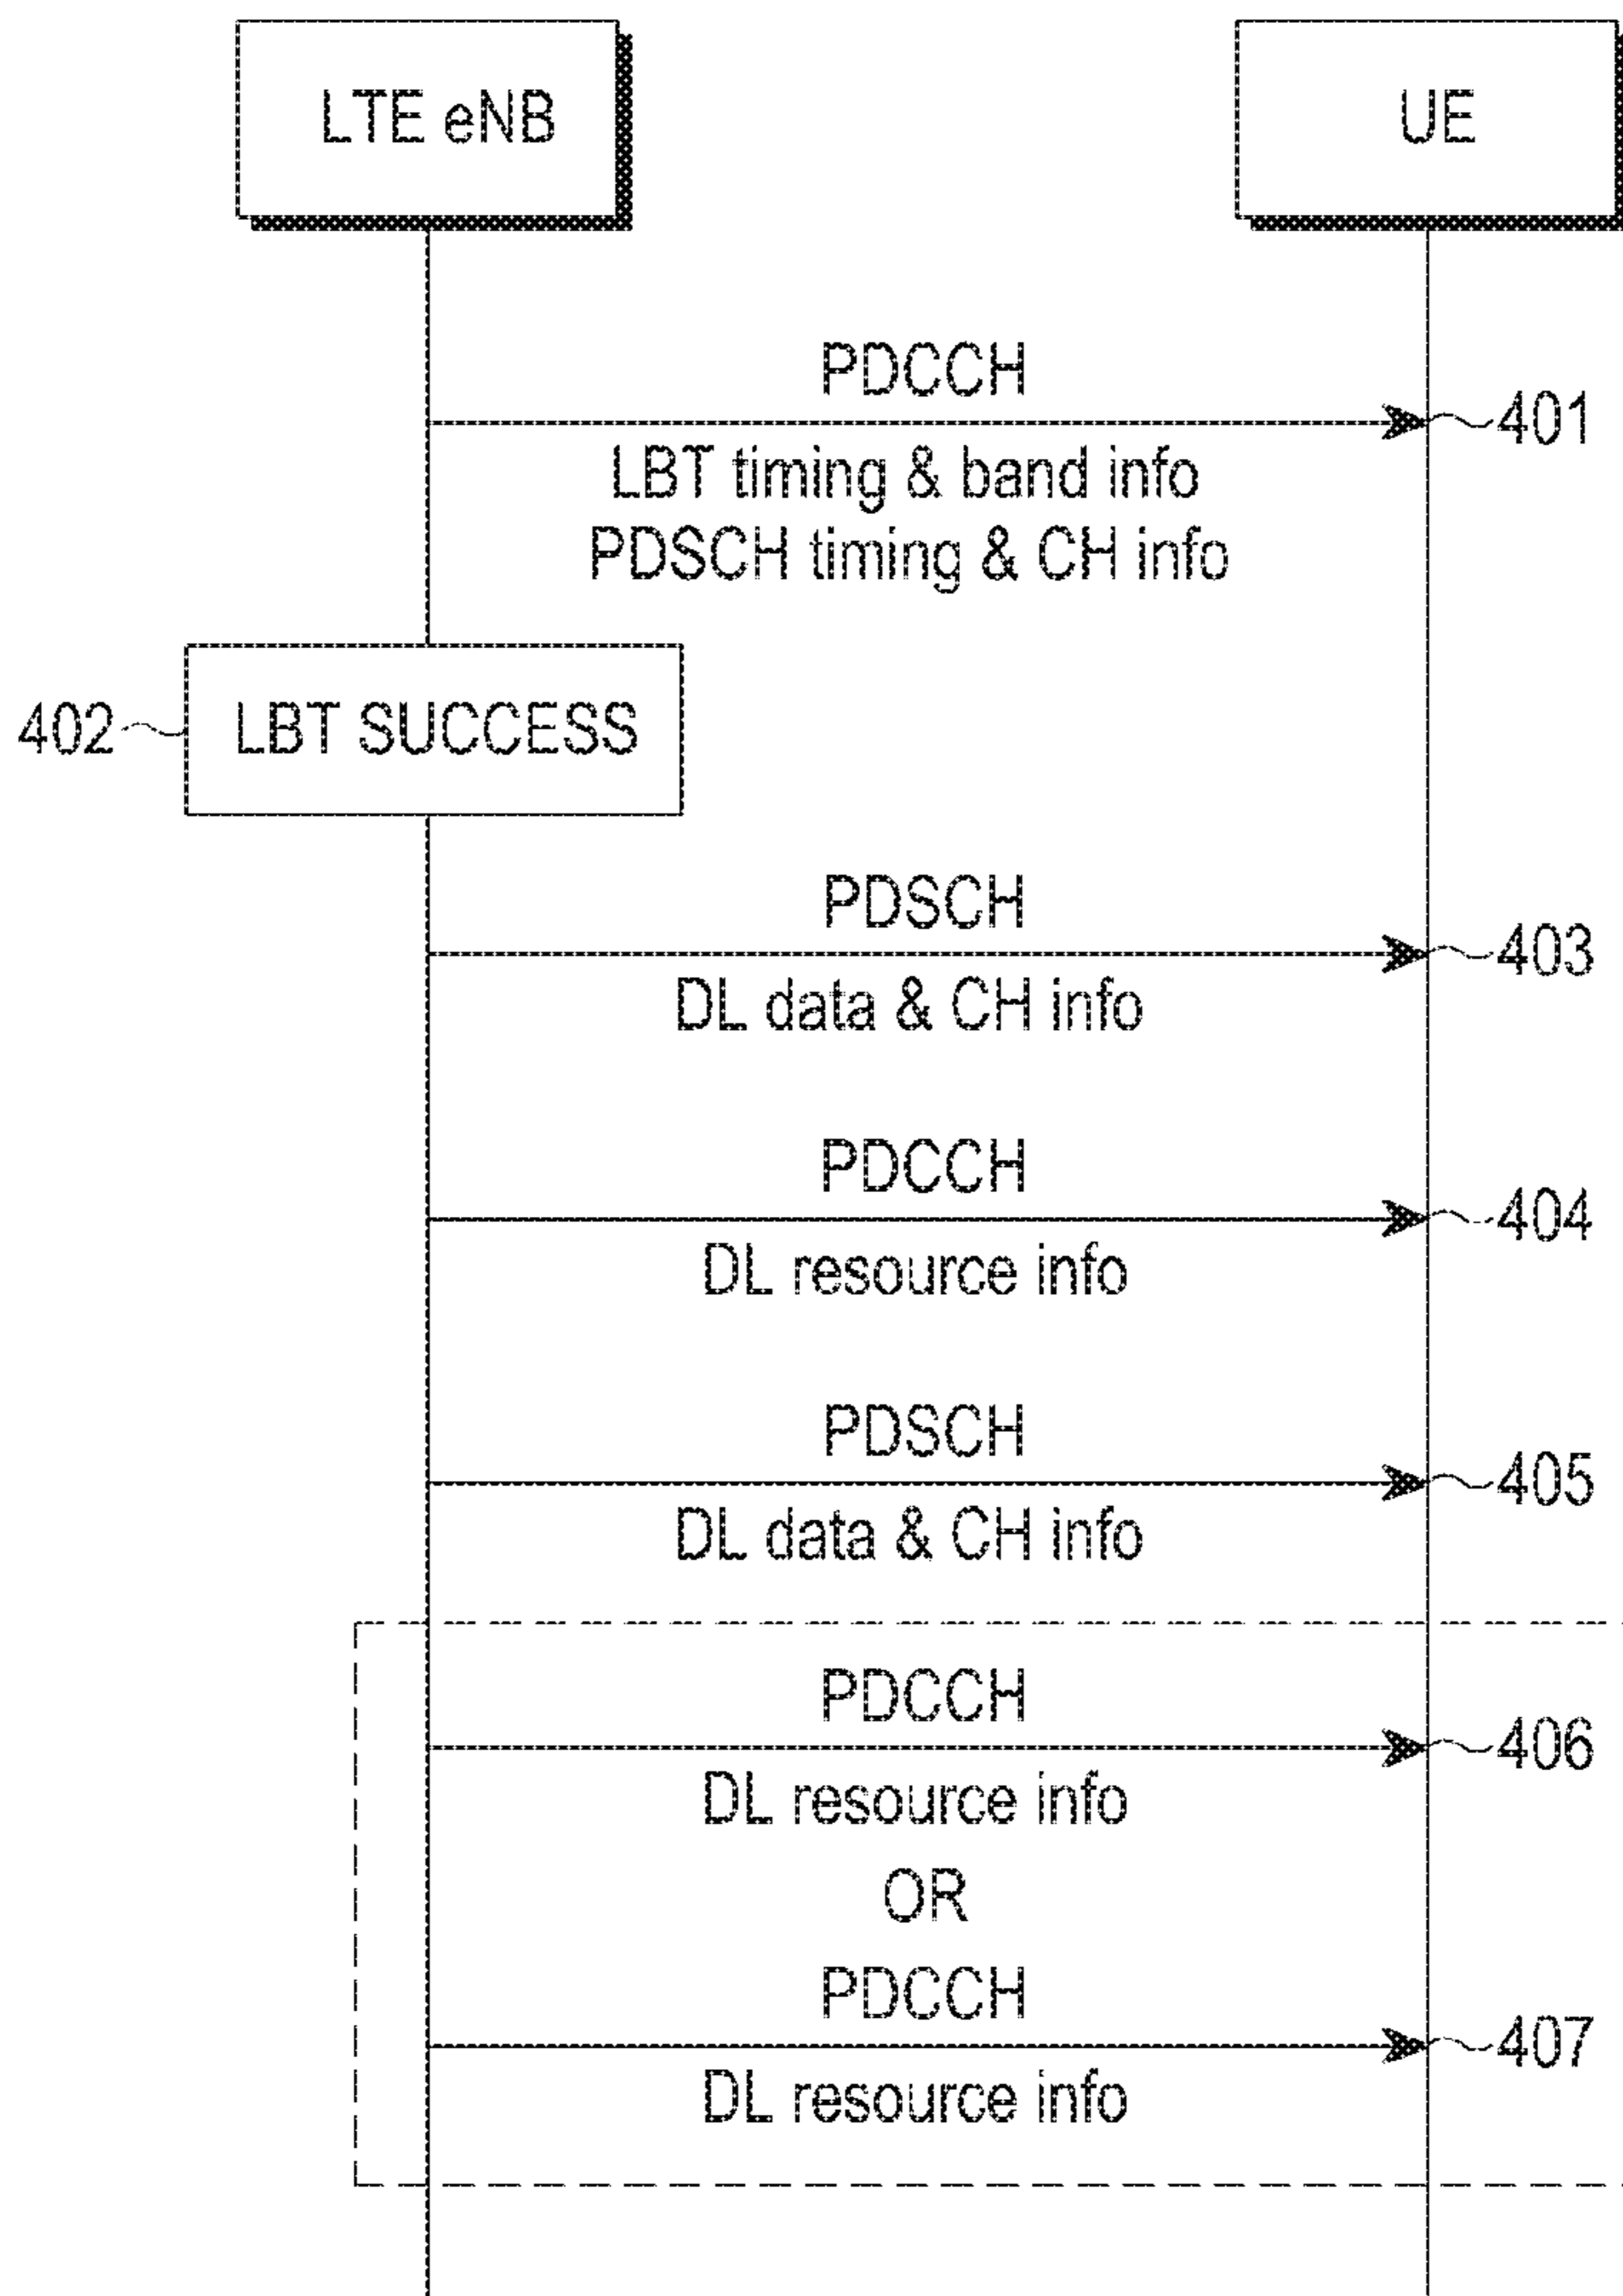 LTE eNB
UE
PDCCH
401
LBT timing & band info
PDSCH timing & CH info
402
LBT SUCCESS
PDSCH
403
DL data & CH info
PDCCH
404
DL resource info
PDSCH
405
DL data & CH info
PDCCH
406
DL resource info
OR
PDCCH
407
DL resource info